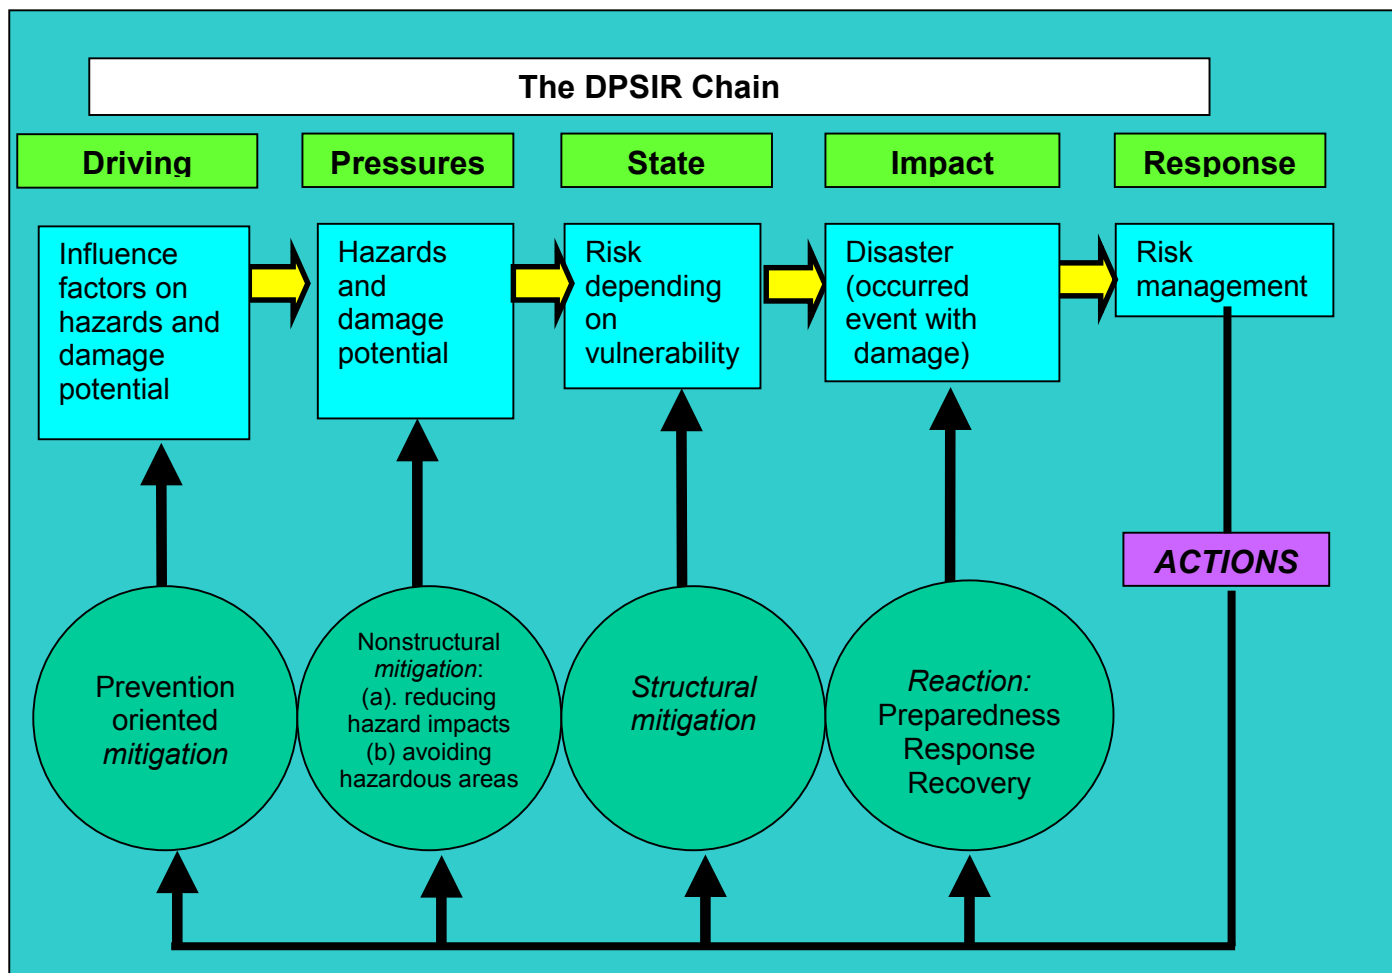 The DPSIR Chain
Driving
Pressures
State
Impact
Response
Influence
factors on
hazards and
damage
potential
Hazards
and
damage
potential
Risk
depending
on
vulnerability
Disaster
(occurred
event with
damage)
Risk
management
ACTIONS
Prevention
oriented
mitigation
Nonstructural
mitigation:
(a). reducing
hazard impacts
(b) avoiding
hazardous areas
Structural
mitigation
Reaction:
Preparedness
Response
Recovery